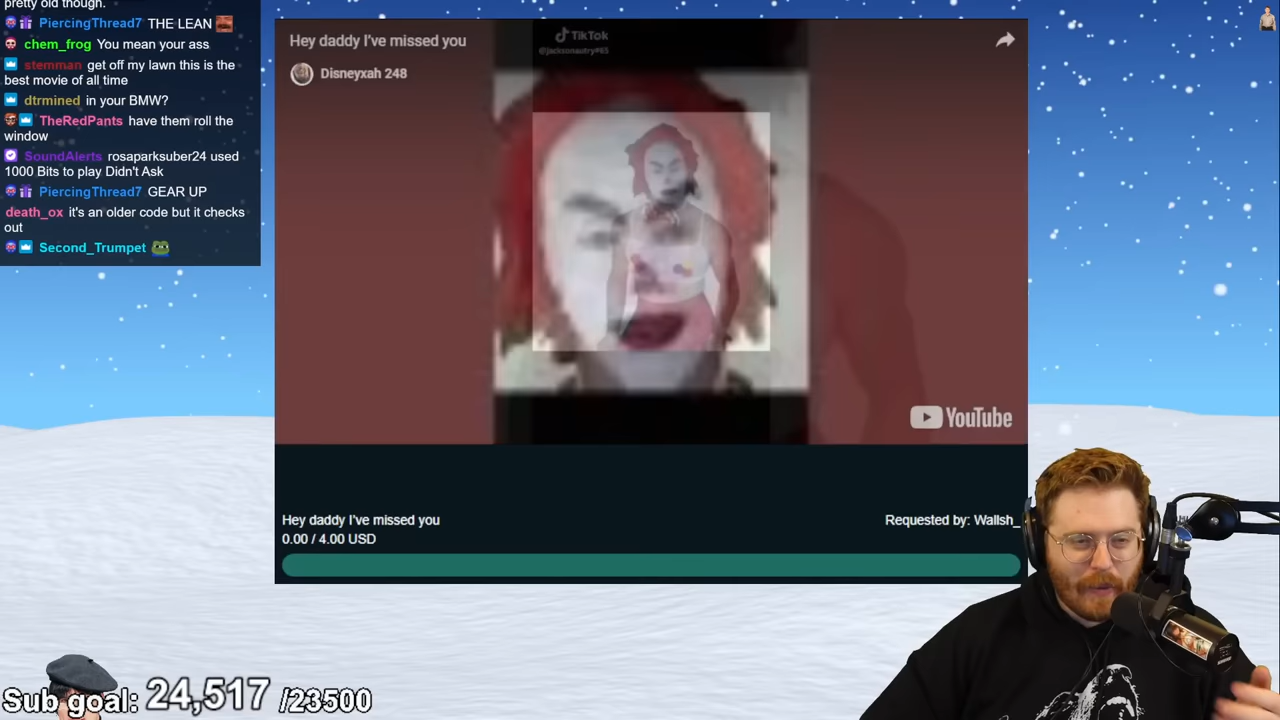 pretty old though.
PiercingThread7 THE LEAN
chem_frog You mean your ass
stemman get off my lawn this is the
best movie of all time
dtrmined in your BMW?
TheRedPants have them roll the
window
SoundAlerts rosaparksuber24 used
1000 Bits to play Didn't Ask
PiercingThread7 GEAR UP
death_ox it's an older code but it checks
out
Second_Trumpet
Hey daddy I've missed you
Disneyxah 248
TikTok
@jacksonautry#65
YouTube
Hey daddy I've missed you
Requested by: Wallsh_
0.00 / 4.00 USD
Sub goal: 24,517 /23500